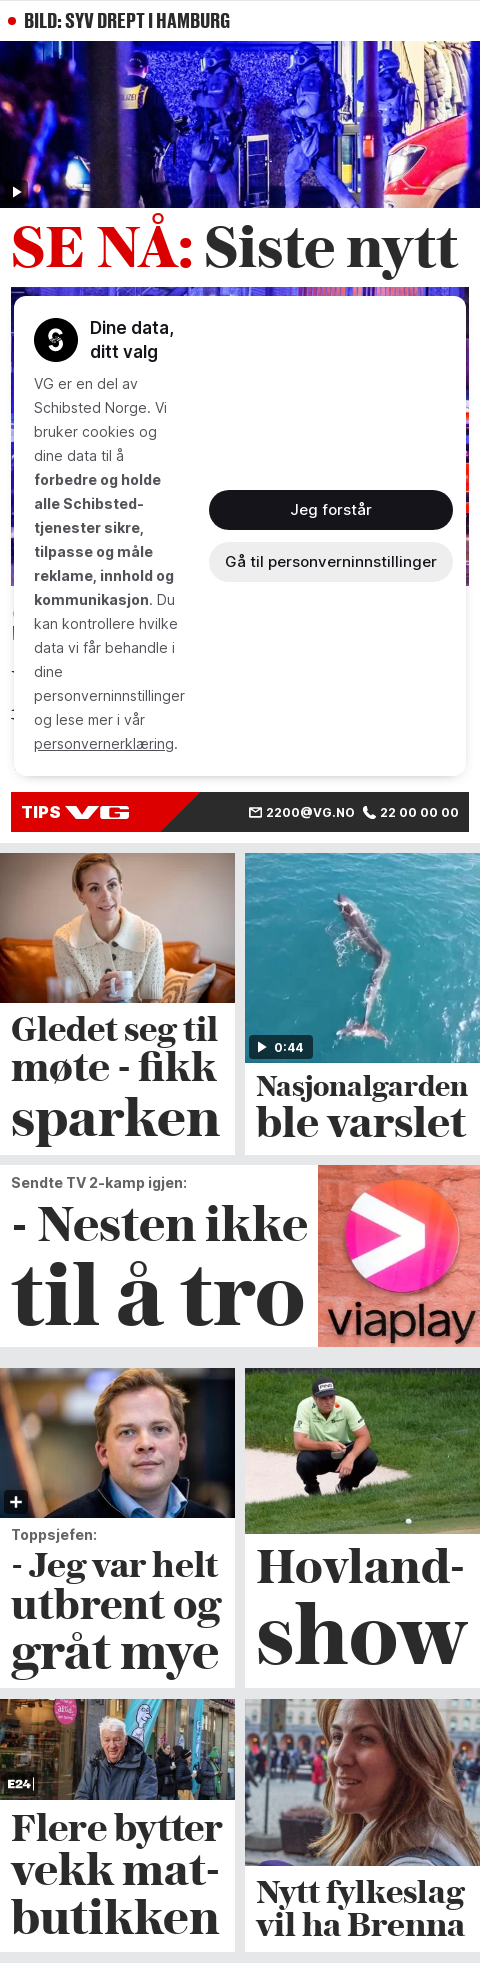 BILD: SYV DREPT I HAMBURG
POLIZEI
SE NÅ: Siste nytt
Dine data,
ditt valg
VG er en del av
Schibsted Norge. Vi
bruker cookies og
dine data til å
forbedre og holde
alle Schibsted-
tjenester sikre,
tilpasse og måle
reklame, innhold og
kommunikasjon. Du
kan kontrollere hvilke
data vi får behandle i
dine
personverninnstillinger
og lese mer i vår
personvernerklæring.
Jeg forstår
Gå til personverninnstillinger
TIPS VG 2200@VG.NO 22 00 00 00
Gledet seg til
møte - fikk
sparken
0:44
Nasjonalgarden
ble varslet
Sendte TV 2-kamp igjen:
- Nesten ikke
til å tro
viaplay
Toppsjefen:
- Jeg var helt
utbrent og
gråt mye
PING
Hovland-
show
altid.
E24
Flere bytter
vekk mat-
butikken
Nytt fylkeslag
vil ha Brenna